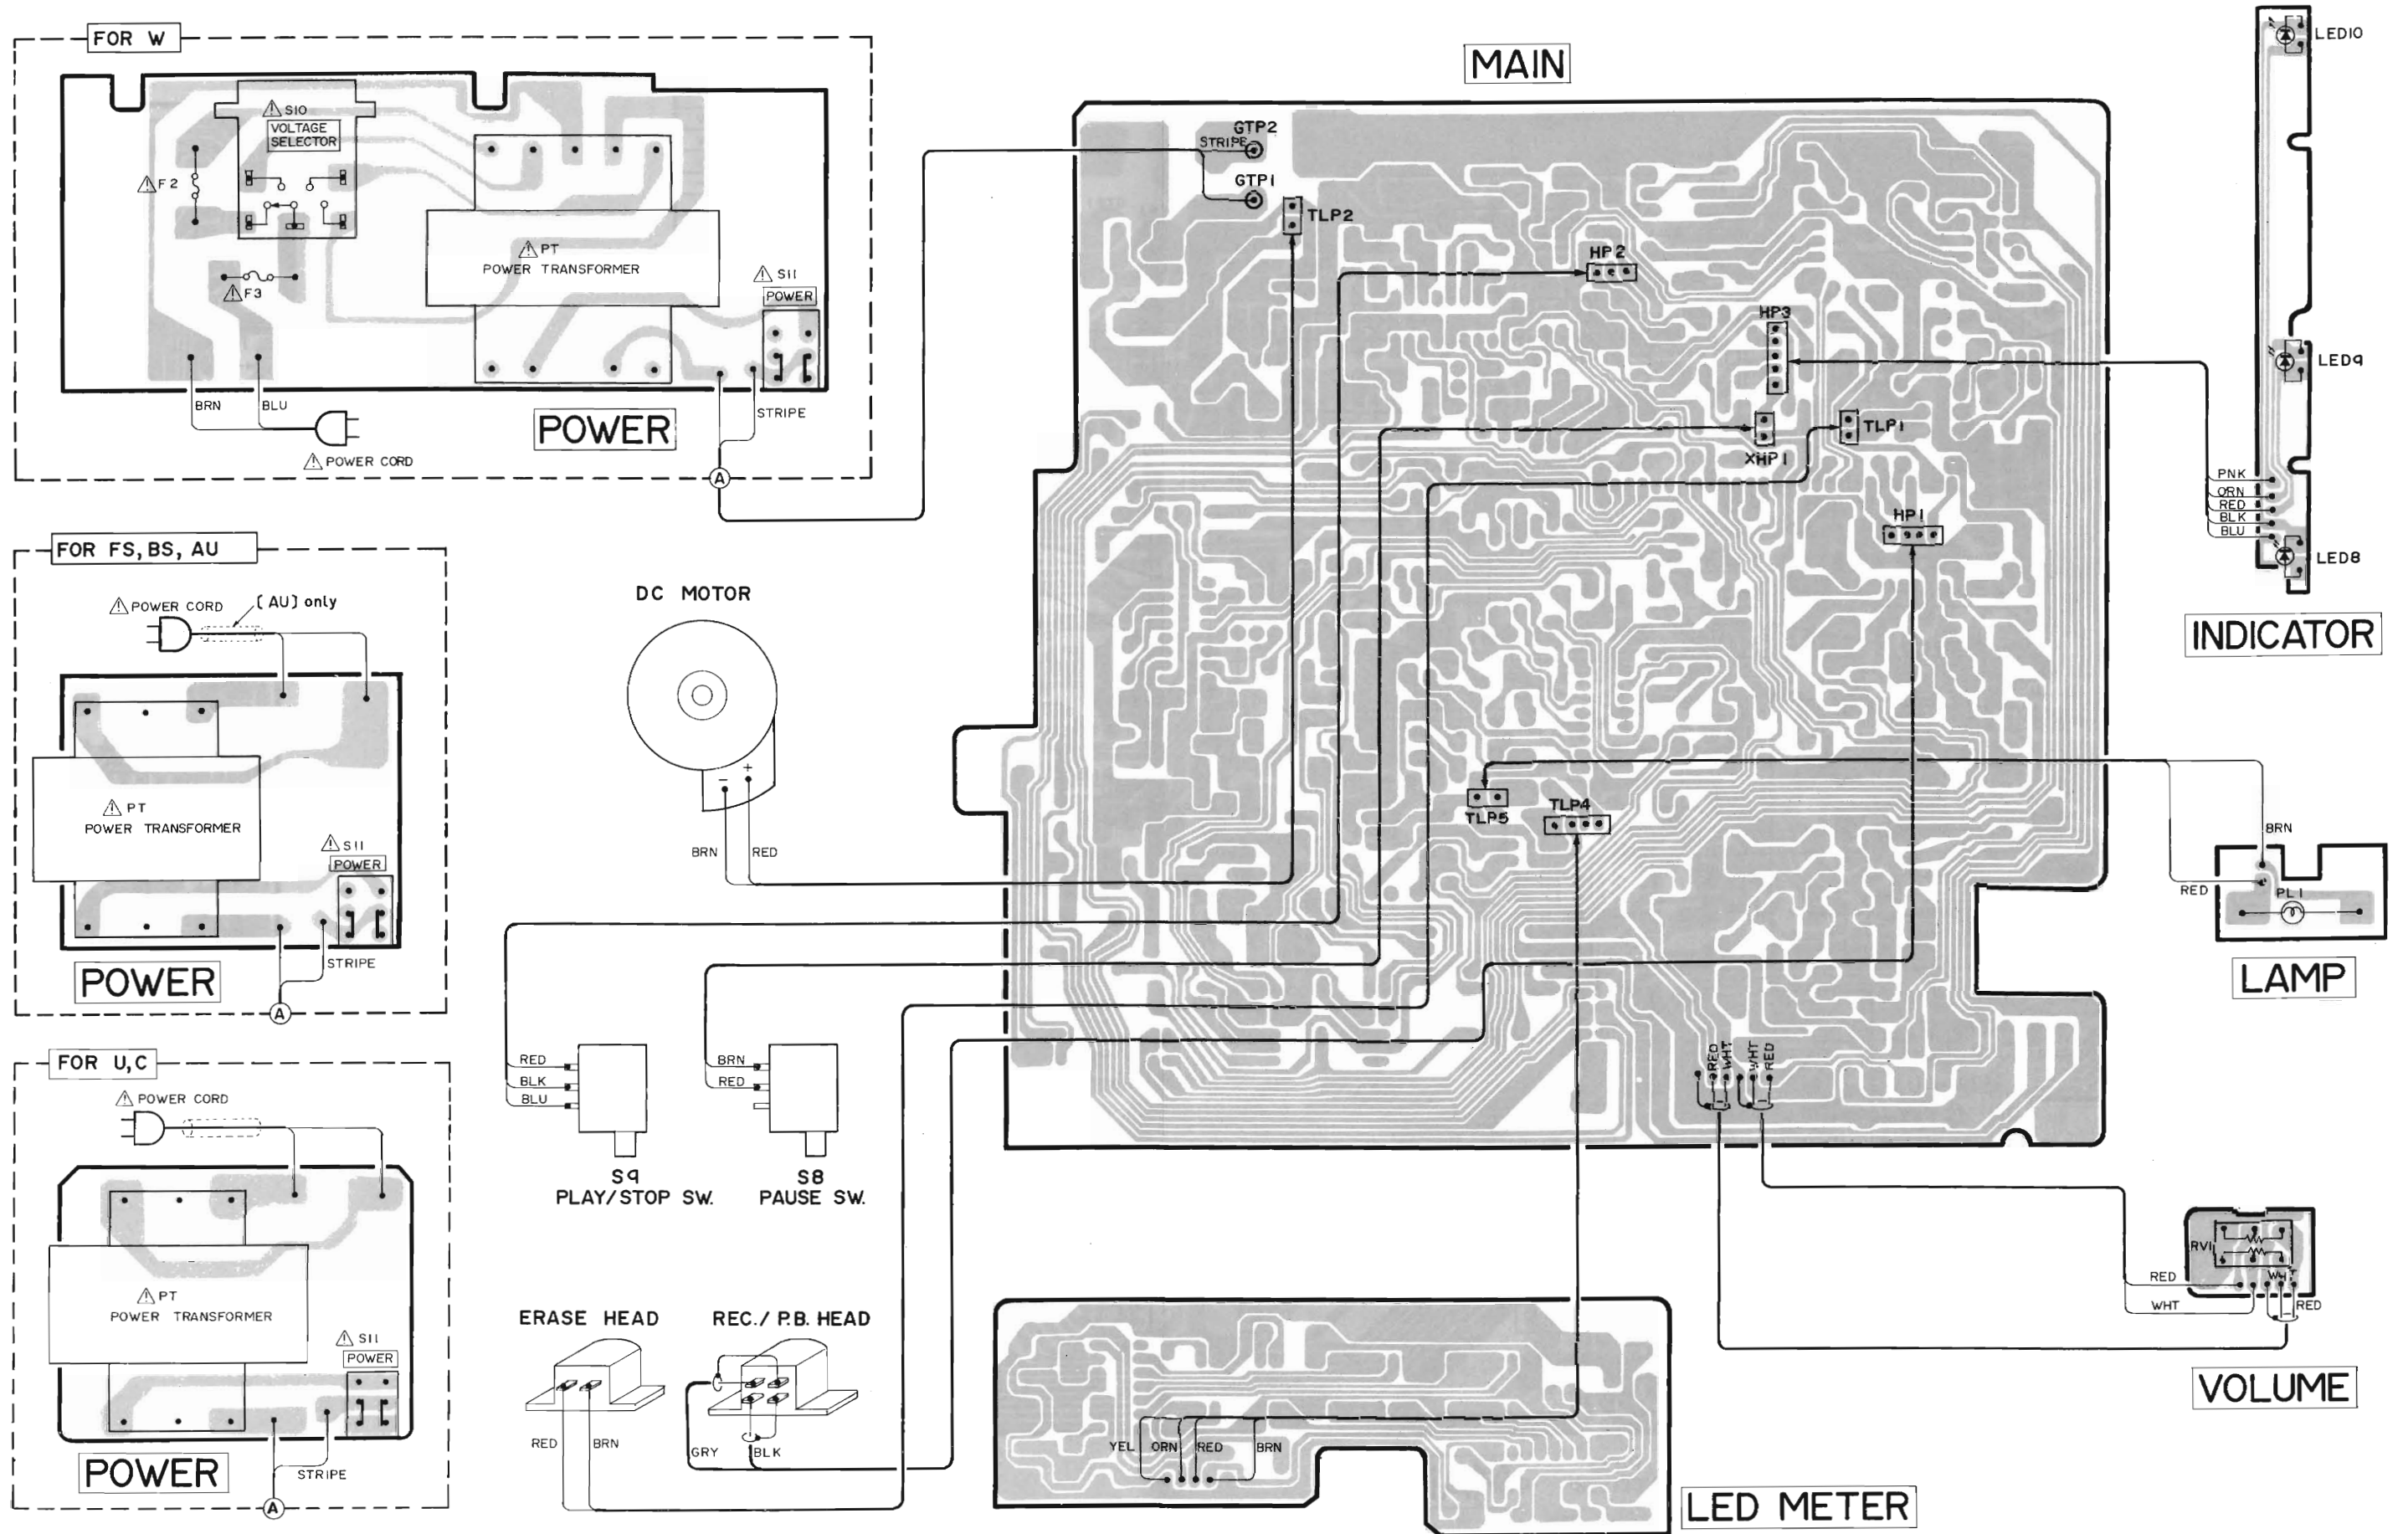 FOR W
⚠ S10
VOLTAGE
SELECTOR
⚠ F2
⚠ F3
⚠ PT
POWER TRANSFORMER
⚠ S11
POWER
BRN
BLU
STRIPE
POWER
⚠ POWER CORD
A
FOR FS, BS, AU
⚠ POWER CORD
(AU) only
⚠ PT
POWER TRANSFORMER
⚠ S11
POWER
STRIPE
POWER
A
FOR U,C
⚠ POWER CORD
⚠ PT
POWER TRANSFORMER
⚠ S11
POWER
STRIPE
POWER
A
DC MOTOR
− +
BRN
RED
RED
BLK
BLU
S9
PLAY/STOP SW.
BRN
RED
S8
PAUSE SW.
ERASE HEAD
RED
BRN
REC./ P.B. HEAD
GRY
BLK
MAIN
GTP2
STRIPE
GTP1
TLP2
HP2
HP3
XHP1
TLP1
HP1
TLP5
TLP4
RED
WHT
WHT
RED
YEL
ORN
RED
BRN
LED METER
LED10
LED9
PNK
ORN
RED
BLK
BLU
LED8
INDICATOR
BRN
RED
PL1
LAMP
RV1
RED
WHT
WHT
RED
VOLUME